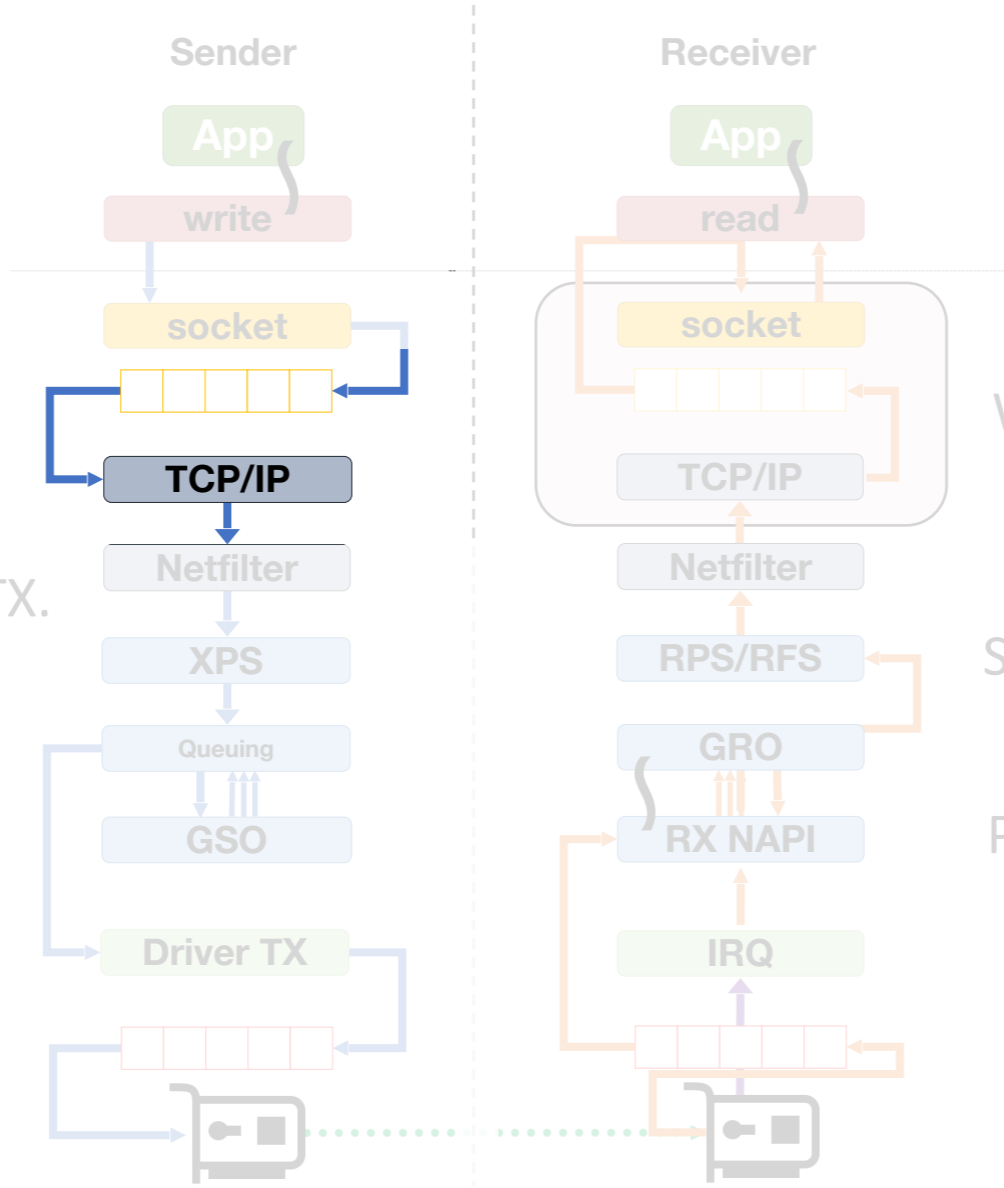 Sender
Receiver
App
App
write
read
socket
socket
TCP/IP
TCP/IP
Netfilter
Netfilter
TX.
XPS
RPS/RFS
S
Queuing
GRO
GSO
RX NAPI
Driver TX
IRQ